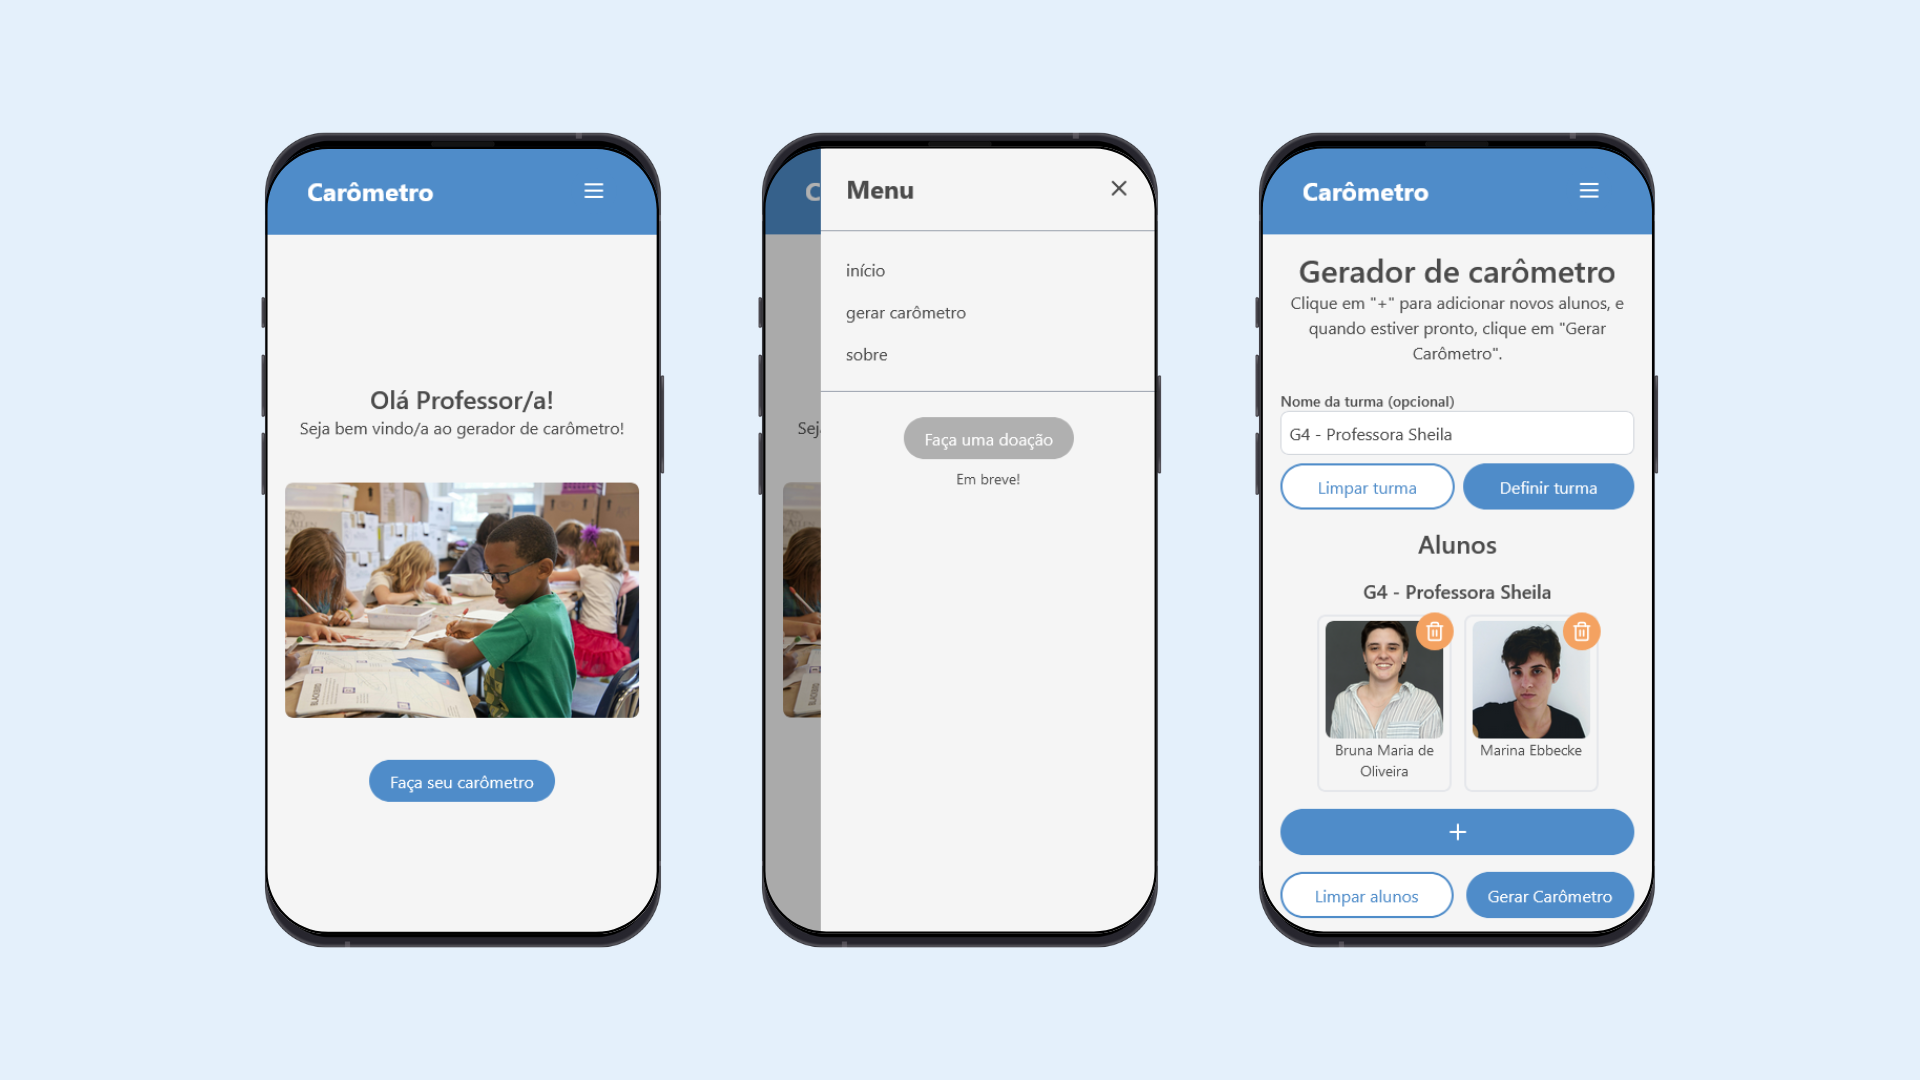 Carômetro
Olá Professor/a!
Seja bem vindo/a ao gerador de carômetro!
Faça seu carômetro
C
Sej
Menu
início
gerar carômetro
sobre
Faça uma doação
Em breve!
Carômetro
Gerador de carômetro
Clique em "+" para adicionar novos alunos, e
quando estiver pronto, clique em "Gerar
Carômetro".
Nome da turma (opcional)
G4 - Professora Sheila
Limpar turma
Definir turma
Alunos
G4 - Professora Sheila
Bruna Maria de
Oliveira
Marina Ebbecke
+
Limpar alunos
Gerar Carômetro